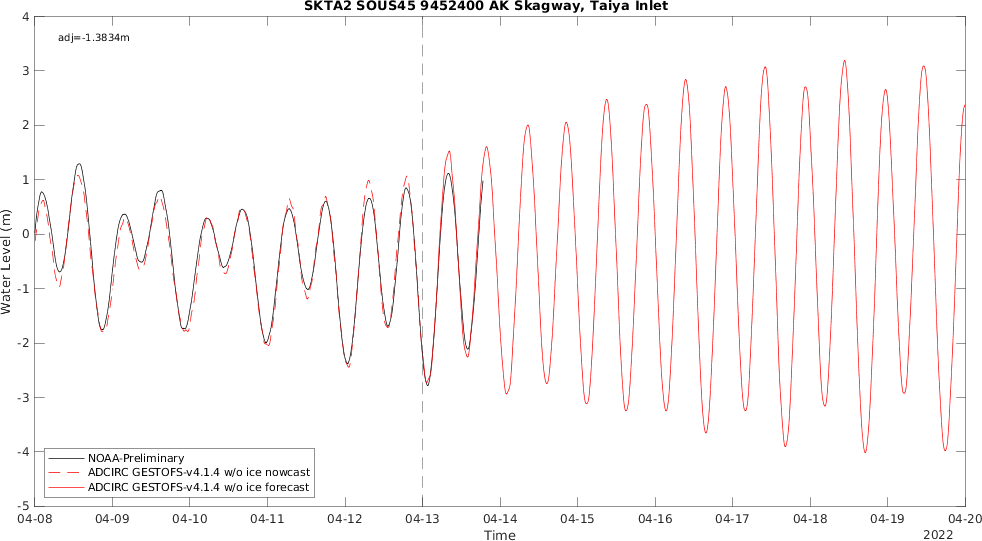 SKTA2 SOUS45 9452400 AK Skagway, Taiya Inlet
adj=-1.3834m
4
3
2
1
0
-1
-2
-3
-4
-5
Water Level (m)
NOAA-Preliminary
ADCIRC GESTOFS-v4.1.4 w/o ice nowcast
ADCIRC GESTOFS-v4.1.4 w/o ice forecast
04-08 04-09 04-10 04-11 04-12 04-13 04-14 04-15 04-16 04-17 04-18 04-19 04-20
Time
2022